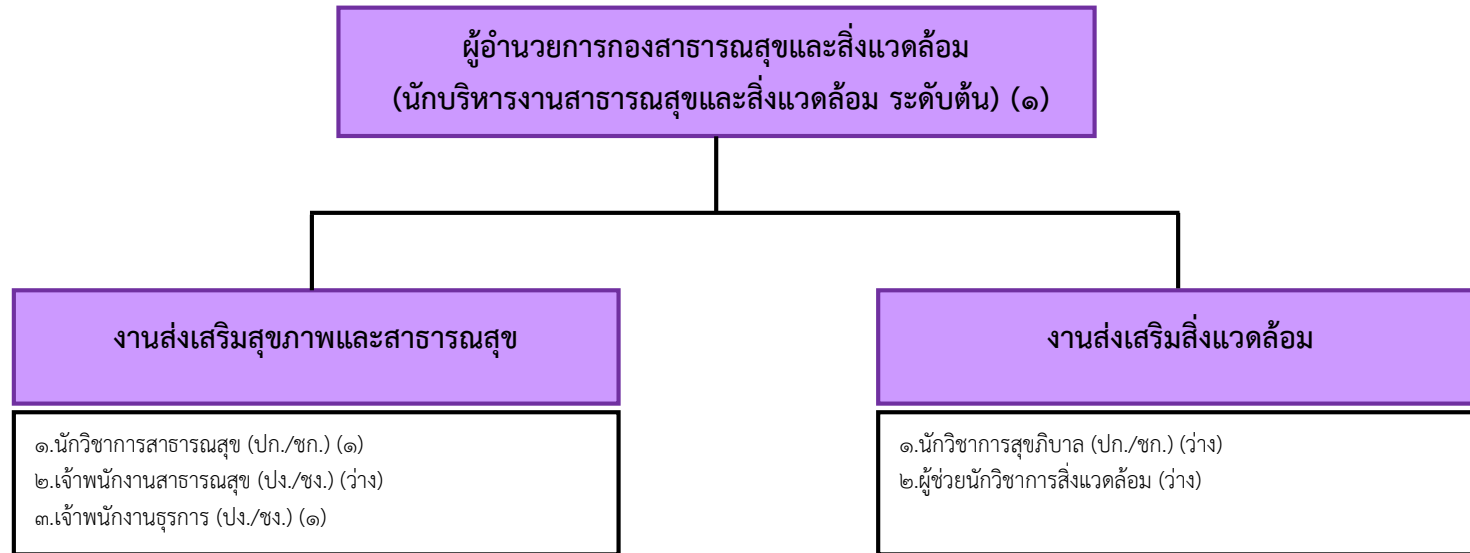 ผู้อำนวยการกองสาธารณสุขและสิ่งแวดล้อม
(นักบริหารงานสาธารณสุขและสิ่งแวดล้อม ระดับต้น) (๑)
งานส่งเสริมสุขภาพและสาธารณสุข
๑.นักวิชาการสาธารณสุข (ปก./ชก.) (๑)
๒.เจ้าพนักงานสาธารณสุข (ปง./ชง.) (ว่าง)
๓.เจ้าพนักงานธุรการ (ปง./ชง.) (๑)
งานส่งเสริมสิ่งแวดล้อม
๑.นักวิชาการสุขภิบาล (ปก./ชก.) (ว่าง)
๒.ผู้ช่วยนักวิชาการสิ่งแวดล้อม (ว่าง)